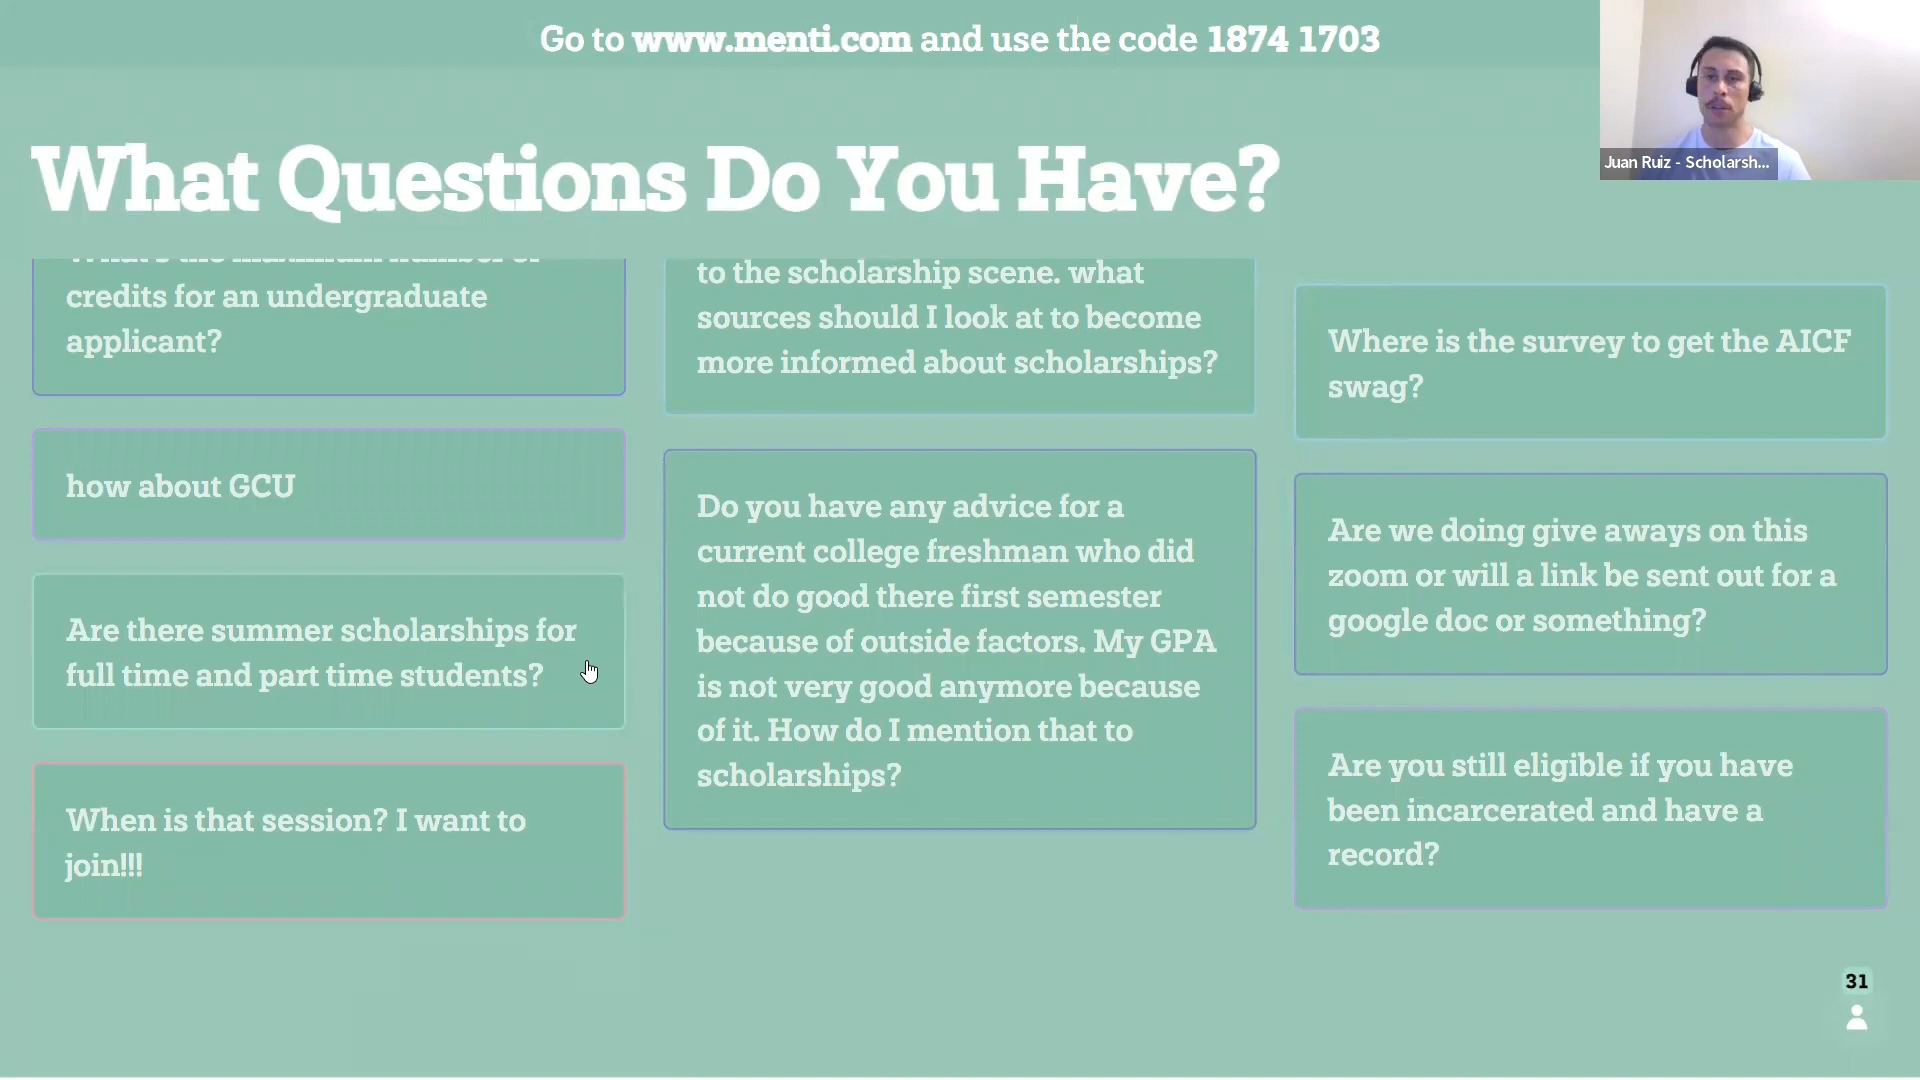 Go to www.menti.com and use the code 1874 1703
Juan Ruiz - Scholarsh...
What Questions Do You Have?
What's the maximum number of
credits for an undergraduate
applicant?
how about GCU
Are there summer scholarships for
full time and part time students?
When is that session? I want to
join!!!
to the scholarship scene. what
sources should I look at to become
more informed about scholarships?
Do you have any advice for a
current college freshman who did
not do good there first semester
because of outside factors. My GPA
is not very good anymore because
of it. How do I mention that to
scholarships?
Where is the survey to get the AICF
swag?
Are we doing give aways on this
zoom or will a link be sent out for a
google doc or something?
Are you still eligible if you have
been incarcerated and have a
record?
31